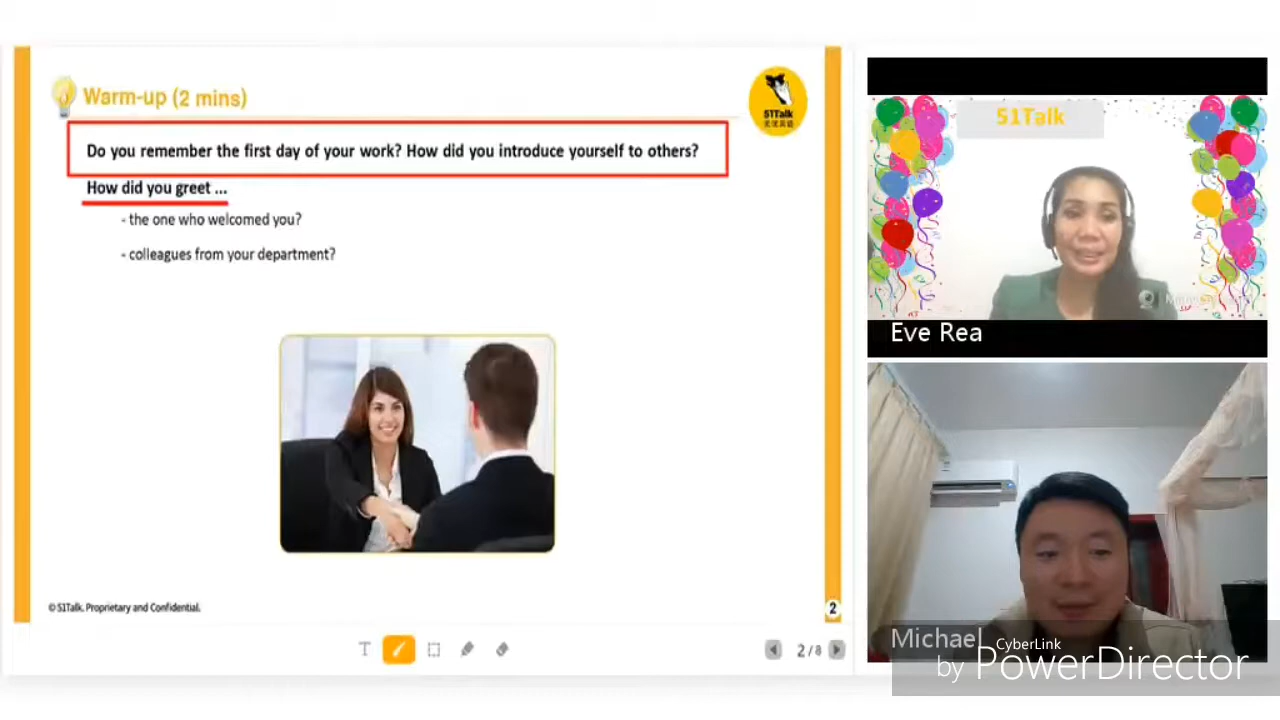 Warm-up (2 mins)
51Talk
Do you remember the first day of your work? How did you introduce yourself to others?
How did you greet ...
- the one who welcomed you?
- colleagues from your department?
© 51Talk. Proprietary and Confidential.
2
T
2/8
51Talk
Eve Rea
Michael
CyberLink
by PowerDirector